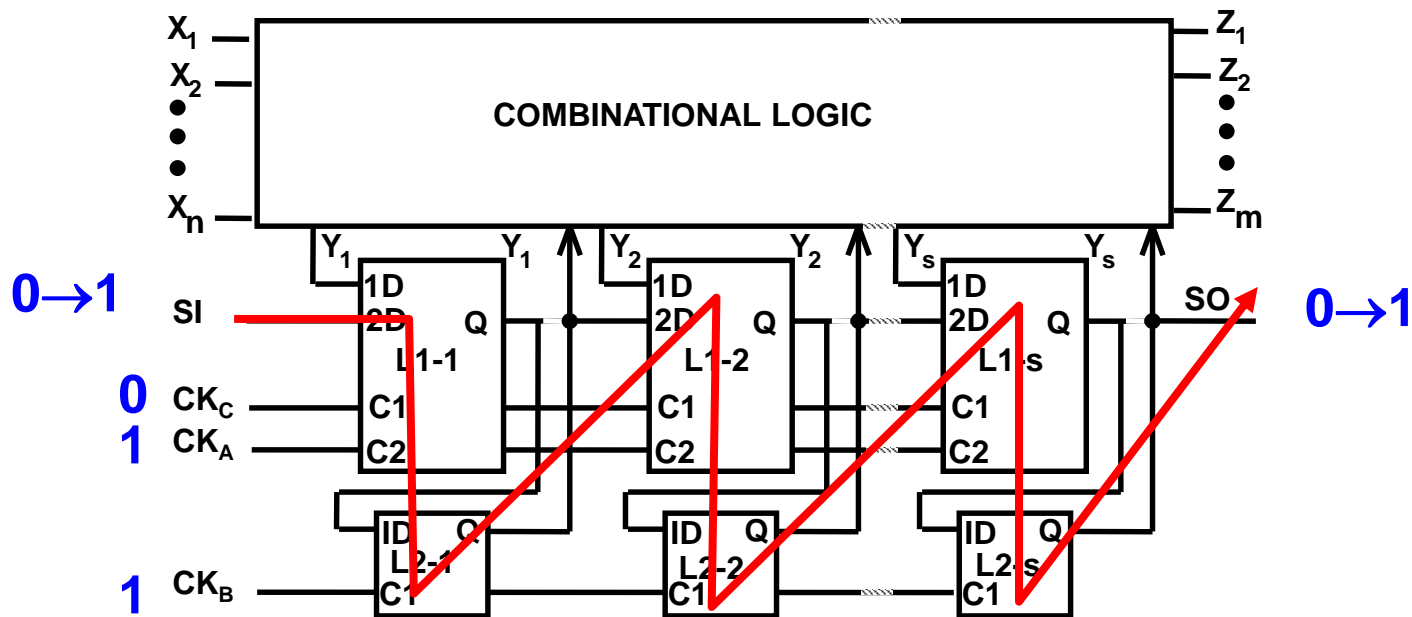 X1 Z1
X2 Z2
COMBINATIONAL LOGIC
Xn Zm
Y1 Y1 Y2 Y2 Ys Ys
0→1 SI 1D 2D Q L1-1 1D 2D Q L1-2 1D 2D Q L1-s SO 0→1
0 CKC C1 C1 C1
1 CKA C2 C2 C2
ID Q L2-1 ID Q L2-2 ID Q L2-s
1 CKB C1 C1 C1